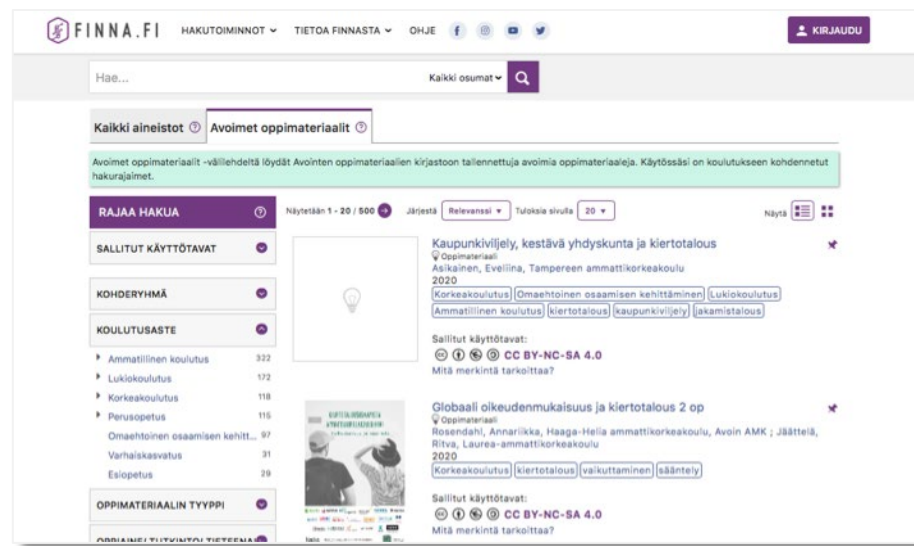 FINNA.FI HAKUTOIMINNOT TIETOA FINNASTA OHJE KIRJAUDU
Hae... Kaikki osumat
Kaikki aineistot Avoimet oppimateriaalit
Avoimet oppimateriaalit -välilehdeltä löydät Avointen oppimateriaalien kirjastoon tallennettuja avoimia oppimateriaaleja. Käytössäsi on koulutukseen kohdennetut
hakurajaimet.
RAJAA HAKUA
SALLITUT KÄYTTÖTAVAT
KOHDERYHMÄ
KOULUTUSASTE
Ammatillinen koulutus 322
Lukiokoulutus 172
Korkeakoulutus 118
Perusopetus 115
Omaehtoinen osaamisen kehitt... 97
Varhaiskasvatus 31
Esiopetus 29
OPPIMATERIAALIN TYYPPI
Näytetään 1 - 20 / 500 Järjestä Relevanssi Tuloksia sivulla 20 Näytä
Kaupunkiviljely, kestävä yhdyskunta ja kiertotalous
Oppimateriaali
Asikainen, Eveliina, Tampereen ammattikorkeakoulu
2020
Korkeakoulutus Omaehtoinen osaamisen kehittäminen Lukiokoulutus
Ammatillinen koulutus kiertotalous kaupunkiviljely jakamistalous
Sallitut käyttötavat:
CC BY-NC-SA 4.0
Mitä merkintä tarkoittaa?
Globaali oikeudenmukaisuus ja kiertotalous 2 op
Oppimateriaali
Rosendahl, Annariikka, Haaga-Helia ammattikorkeakoulu, Avoin AMK ; Jäättelä,
Ritva, Laurea-ammattikorkeakoulu
2020
Korkeakoulutus kiertotalous vaikuttaminen sääntely
Sallitut käyttötavat:
CC BY-NC-SA 4.0
Mitä merkintä tarkoittaa?